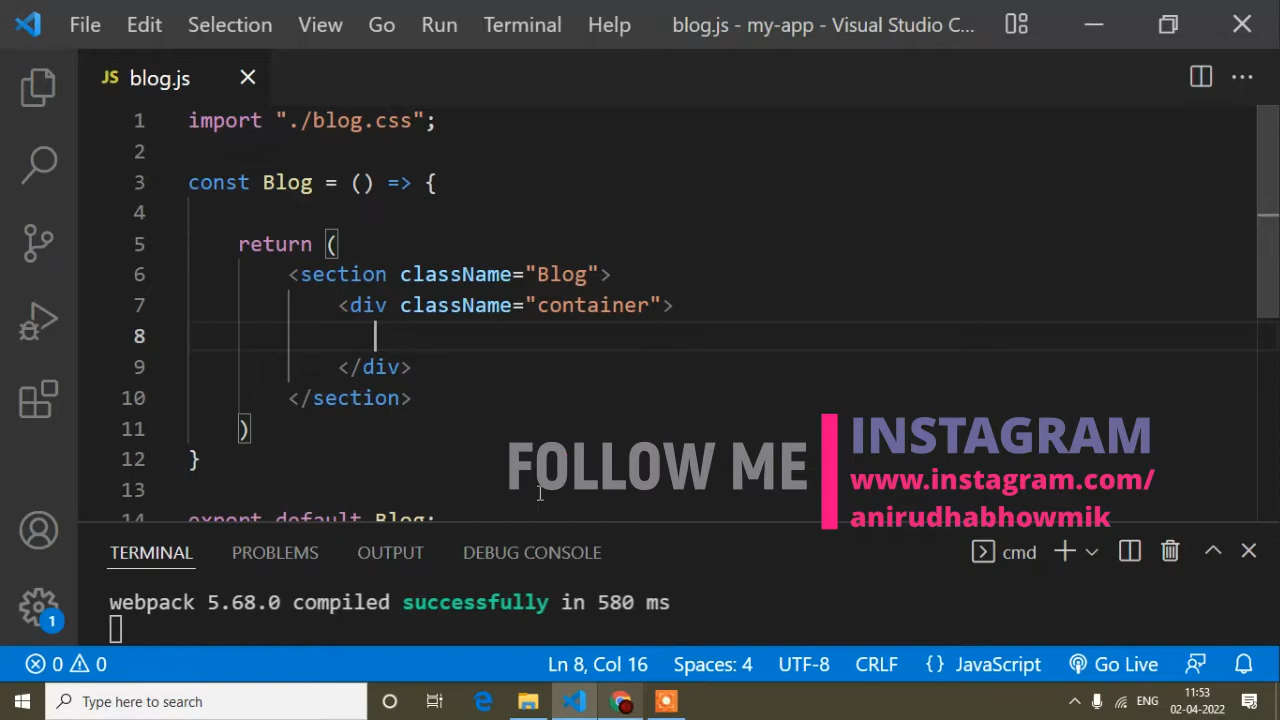 File Edit Selection View Go Run Terminal Help blog.js - my-app - Visual Studio C...
JS blog.js
1 import "./blog.css";
2
3 const Blog = () => {
4
5 return (
6 <section className="Blog">
7 <div className="container">
8
9 </div>
10 </section>
11 )
12 }
13
14 export default Blog;
FOLLOW ME
INSTAGRAM
www.instagram.com/
anirudhabhowmik
TERMINAL PROBLEMS OUTPUT DEBUG CONSOLE cmd
webpack 5.68.0 compiled successfully in 580 ms
1
0 0 Ln 8, Col 16 Spaces: 4 UTF-8 CRLF {} JavaScript Go Live
Type here to search
ENG
11:53
02-04-2022